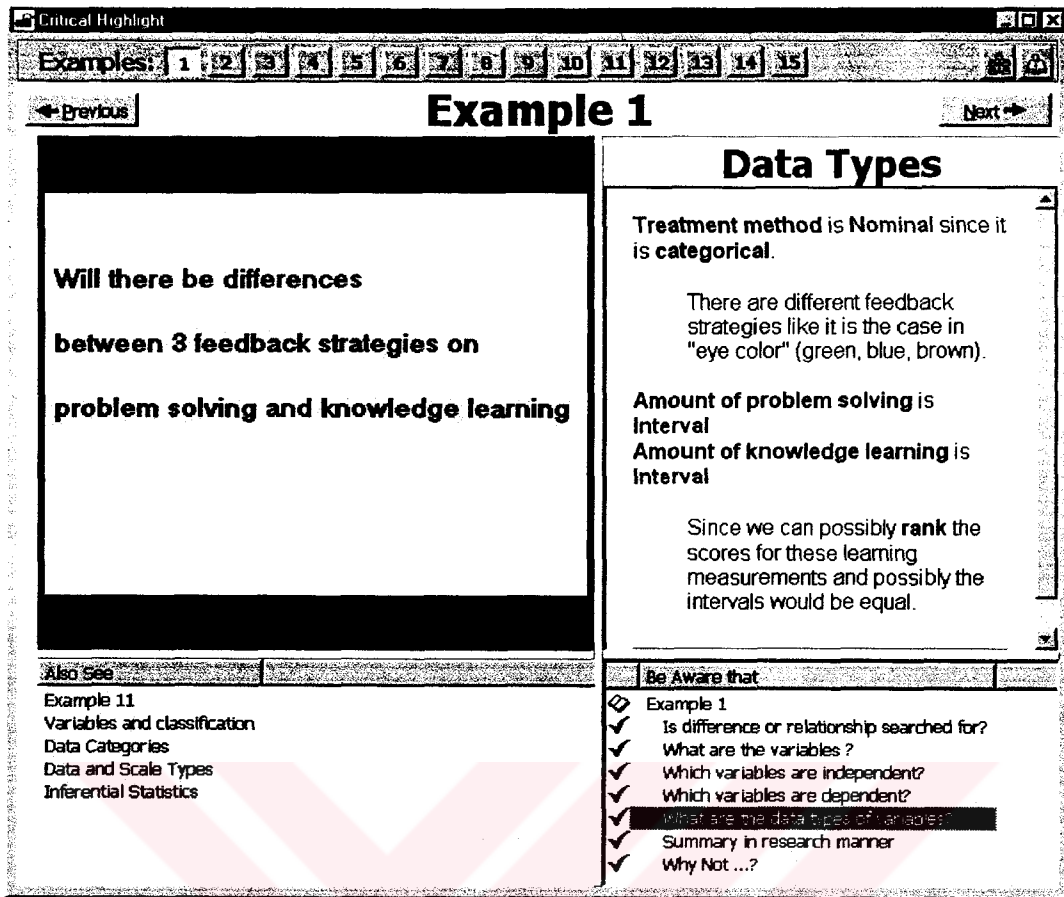 Critical Highlight
Examples: 1 2 3 4 5 6 7 8 9 10 11 12 13 14 15
Previous
Example 1
Next
Will there be differences
between 3 feedback strategies on
problem solving and knowledge learning
Data Types
Treatment method is Nominal since it
is categorical.
There are different feedback
strategies like it is the case in
"eye color" (green, blue, brown).
Amount of problem solving is
Interval
Amount of knowledge learning is
Interval
Since we can possibly rank the
scores for these learning
measurements and possibly the
intervals would be equal.
Also See
Example 11
Variables and classification
Data Categories
Data and Scale Types
Inferential Statistics
Be Aware that
Example 1
Is difference or relationship searched for?
What are the variables ?
Which variables are independent?
Which variables are dependent?
What are the data types of variables?
Summary in research manner
Why Not ...?